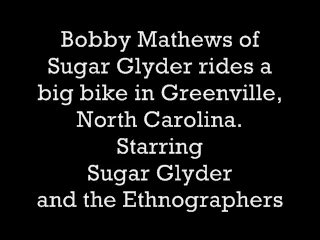 Bobby Mathews of
Sugar Glyder rides a
big bike in Greenville,
North Carolina.
Starring
Sugar Glyder
and the Ethnographers